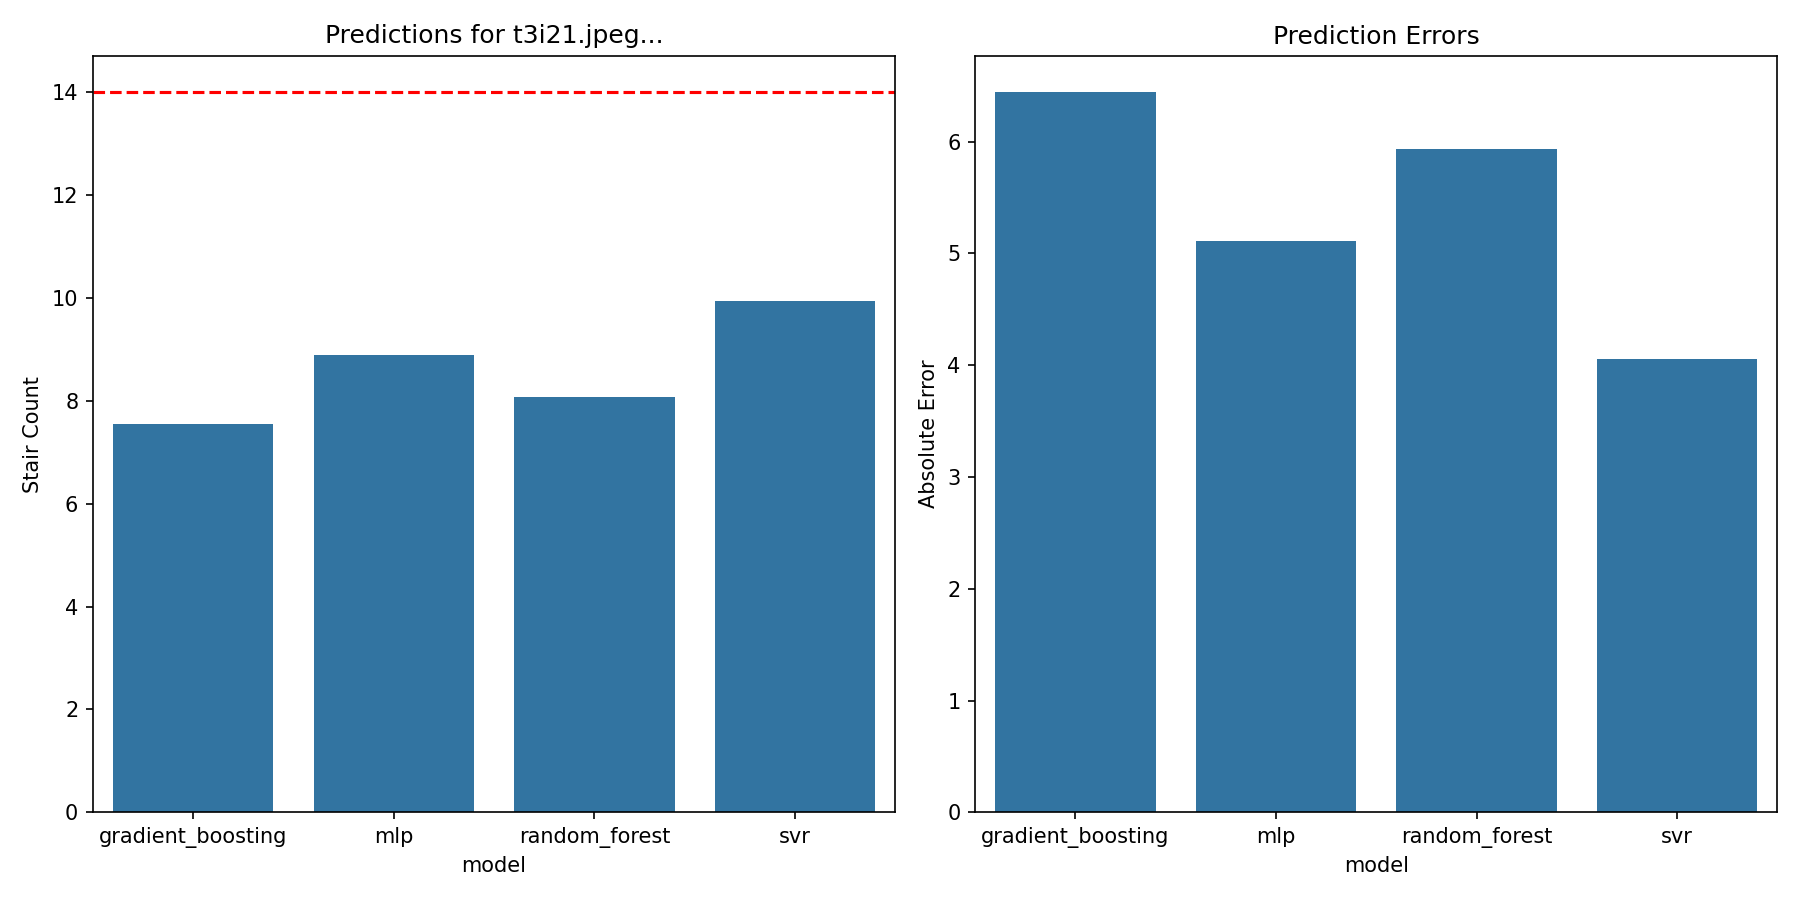 Predictions for t3i21.jpeg...
14
12
10
8
6
4
2
0
Stair Count
gradient_boosting mlp random_forest svr
model
Prediction Errors
6
5
4
3
2
1
0
Absolute Error
gradient_boosting mlp random_forest svr
model